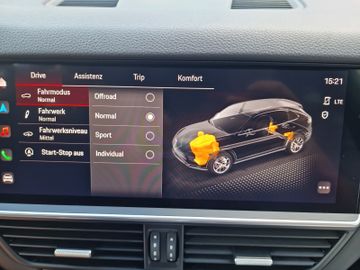 Drive Assistenz Trip Komfort
15:21
LTE
Fahrmodus
Normal
Fahrwerk
Normal
Fahrwerksniveau
Mittel
Start-Stop aus
Offroad
Normal
Sport
Individual